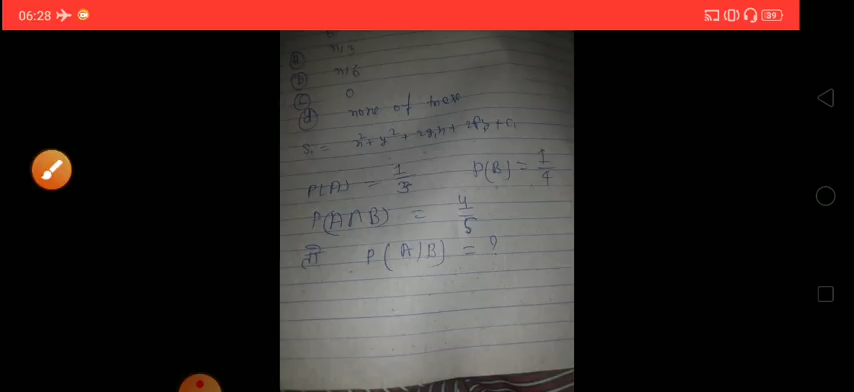 06:28
39
(a) π/3
(b) π/6
(c) 0
(d) none of these
S₁ = x² + y² + 2g₁x + 2f₁y + c₁
P(A) = 1/3 P(B) = 1/4
P(A∩B) = 4/5
तो P(A/B) = ?